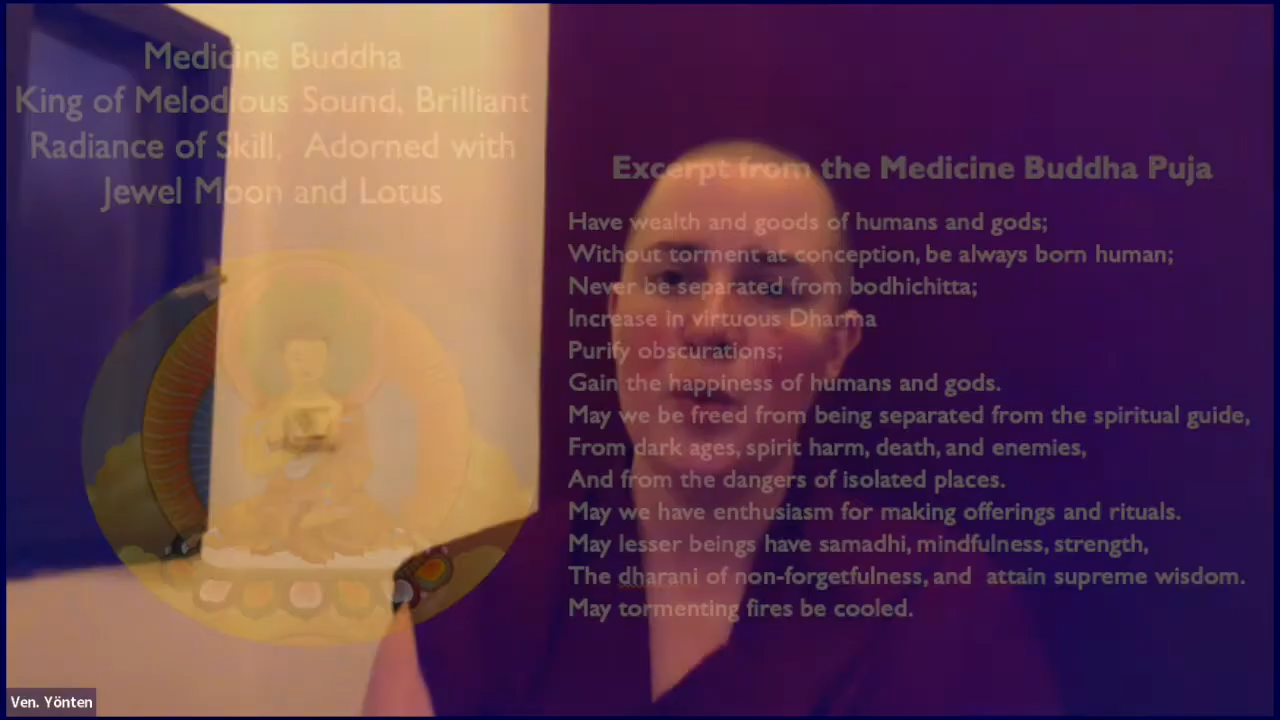 Medicine Buddha
King of Melodious Sound, Brilliant
Radiance of Skill, Adorned with
Jewel Moon and Lotus
Excerpt from the Medicine Buddha Puja
Have wealth and goods of humans and gods;
Without torment at conception, be always born human;
Never be separated from bodhichitta;
Increase in virtuous Dharma
Purify obscurations;
Gain the happiness of humans and gods.
May we be freed from being separated from the spiritual guide,
From dark ages, spirit harm, death, and enemies,
And from the dangers of isolated places.
May we have enthusiasm for making offerings and rituals.
May lesser beings have samadhi, mindfulness, strength,
The dharani of non-forgetfulness, and attain supreme wisdom.
May tormenting fires be cooled.
Ven. Yönten